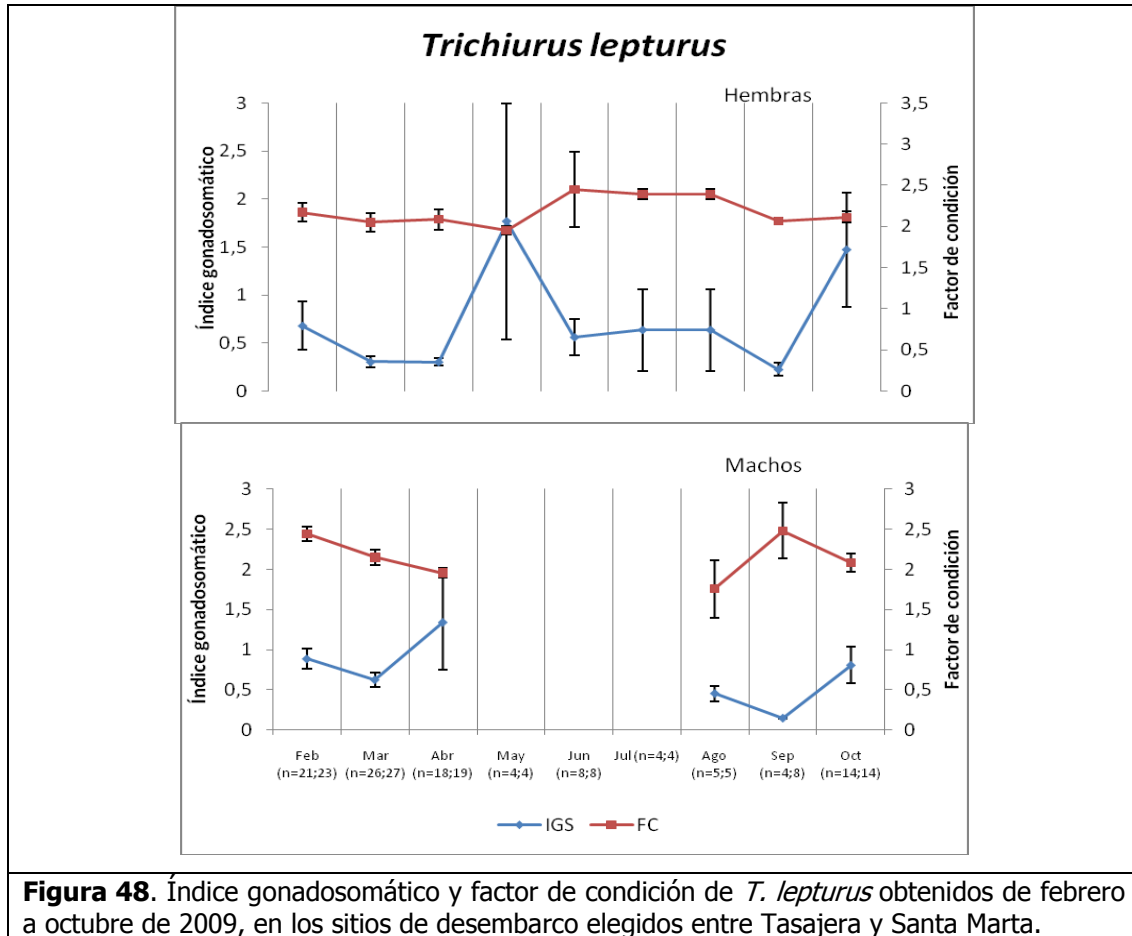 Trichiurus lepturus
Hembras
Índice gonadosomático
3
2,5
2
1,5
1
0,5
0
3,5
3
2,5
2
1,5
1
0,5
0
Factor de condición
Machos
Índice gonadosomático
3
2,5
2
1,5
1
0,5
0
3
2,5
2
1,5
1
0,5
0
Factor de condición
Feb Mar Abr May Jun Jul (n=4;4) Ago Sep Oct
(n=21;23) (n=26;27) (n=18;19) (n=4;4) (n=8;8) (n=5;5) (n=4;8) (n=14;14)
IGS FC
Figura 48. Índice gonadosomático y factor de condición de T. lepturus obtenidos de febrero
a octubre de 2009, en los sitios de desembarco elegidos entre Tasajera y Santa Marta.